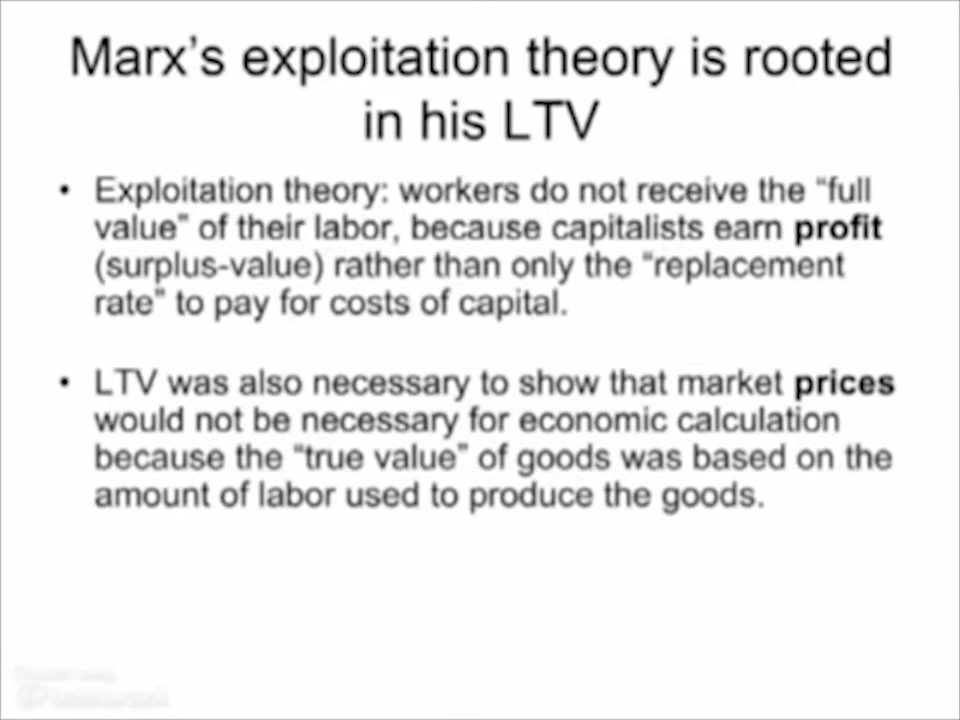 Marx's exploitation theory is rooted
in his LTV
• Exploitation theory: workers do not receive the “full
value” of their labor, because capitalists earn profit
(surplus-value) rather than only the “replacement
rate” to pay for costs of capital.
• LTV was also necessary to show that market prices
would not be necessary for economic calculation
because the “true value” of goods was based on the
amount of labor used to produce the goods.